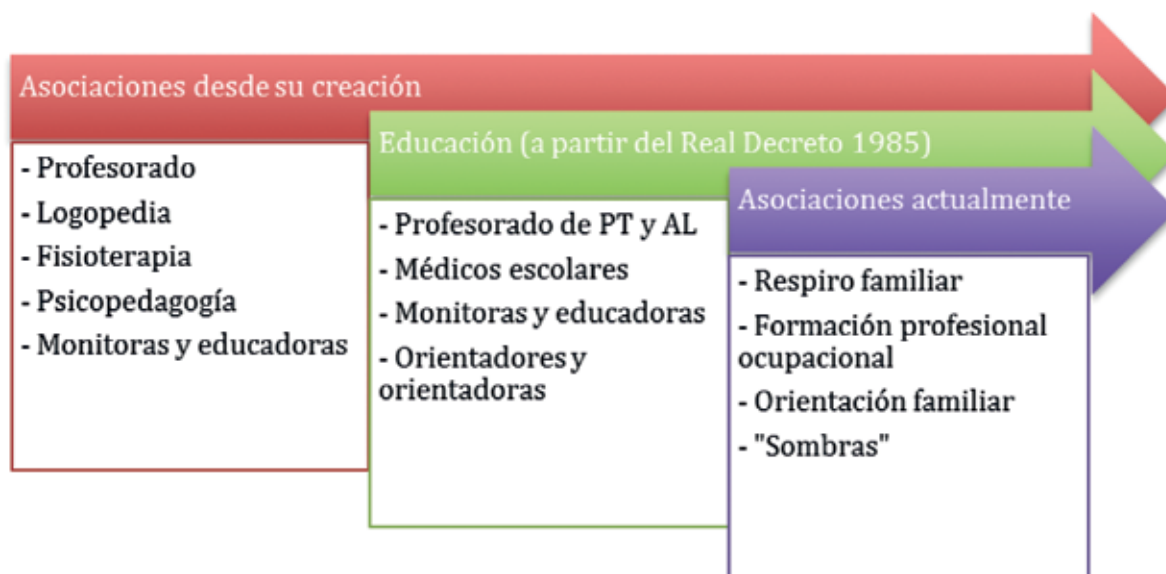 Asociaciones desde su creación
- Profesorado
- Logopedia
- Fisioterapia
- Psicopedagogía
- Monitoras y educadoras
Educación (a partir del Real Decreto 1985)
- Profesorado de PT y AL
- Médicos escolares
- Monitoras y educadoras
- Orientadores y
orientadoras
Asociaciones actualmente
- Respiro familiar
- Formación profesional
ocupacional
- Orientación familiar
- "Sombras"